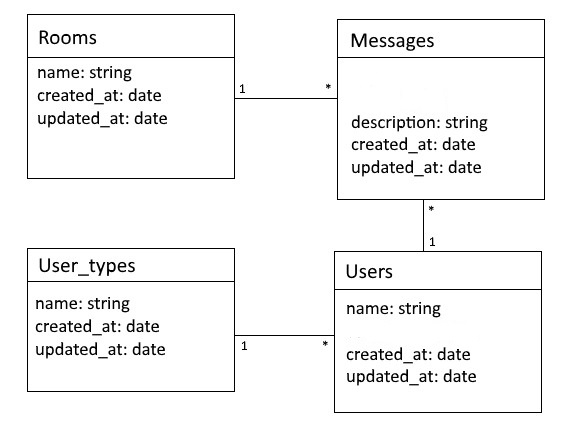 Rooms
name: string
created_at: date
updated_at: date
1
*
Messages
description: string
created_at: date
updated_at: date
*
1
User_types
name: string
created_at: date
updated_at: date
1
*
Users
name: string
created_at: date
updated_at: date